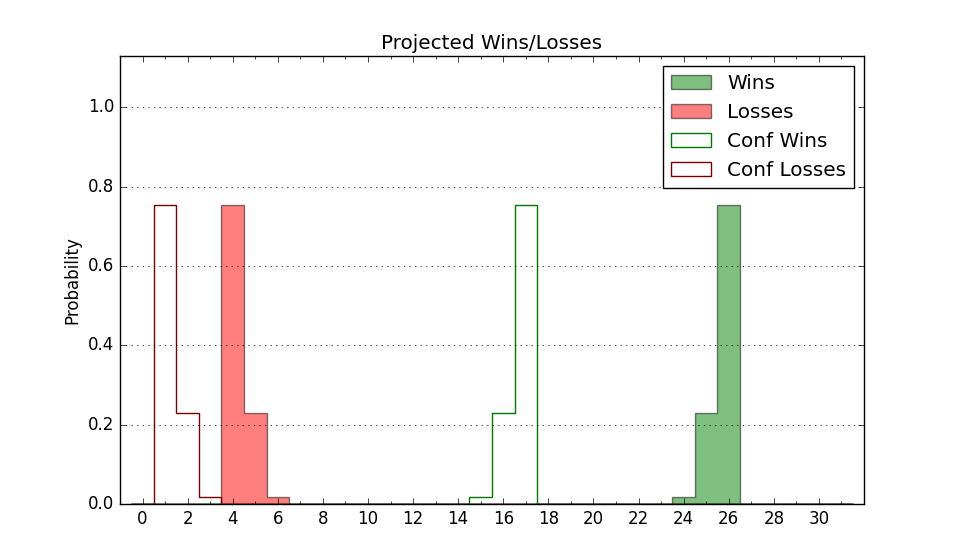 Projected Wins/Losses
Wins
Losses
Conf Wins
Conf Losses
Probability
1.0
0.8
0.6
0.4
0.2
0.0
0 2 4 6 8 10 12 14 16 18 20 22 24 26 28 30